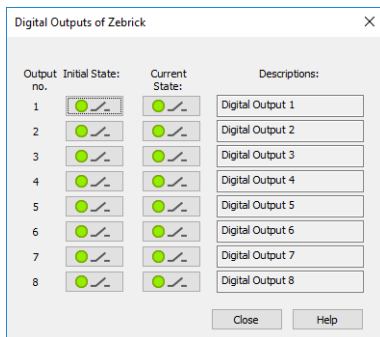 Digital Outputs of Zebrick
Output no. Initial State: Current State: Descriptions:
1 Digital Output 1
2 Digital Output 2
3 Digital Output 3
4 Digital Output 4
5 Digital Output 5
6 Digital Output 6
7 Digital Output 7
8 Digital Output 8
Close Help